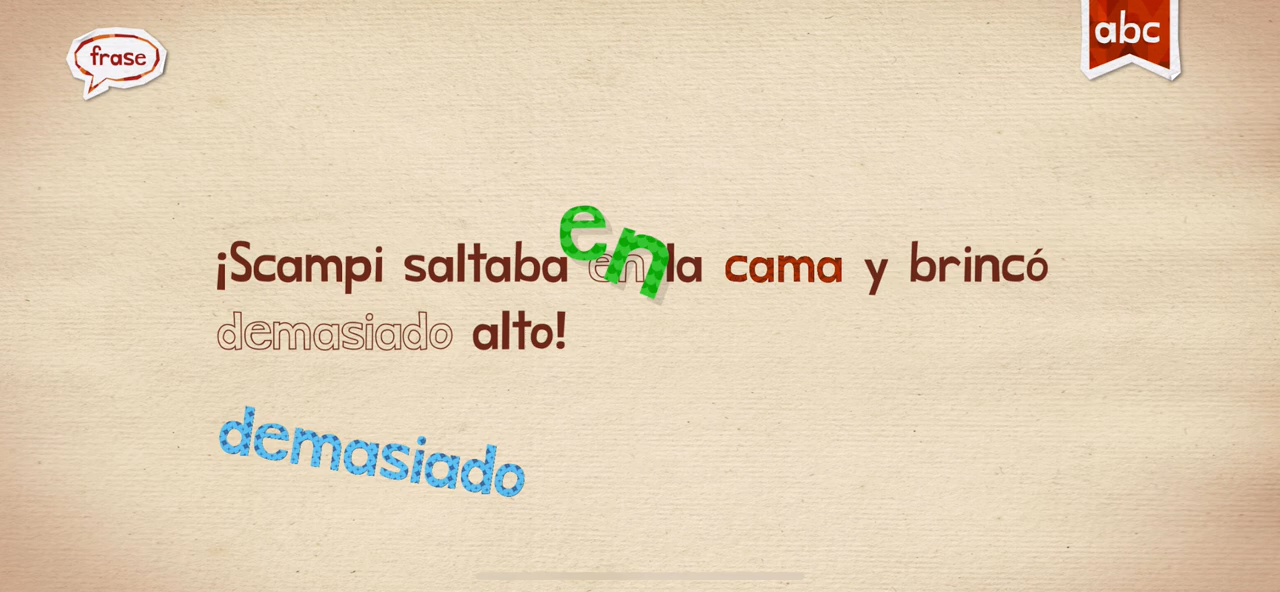 frase
abc
¡Scampi saltaba en la cama y brincó
demasiado alto!
en
demasiado